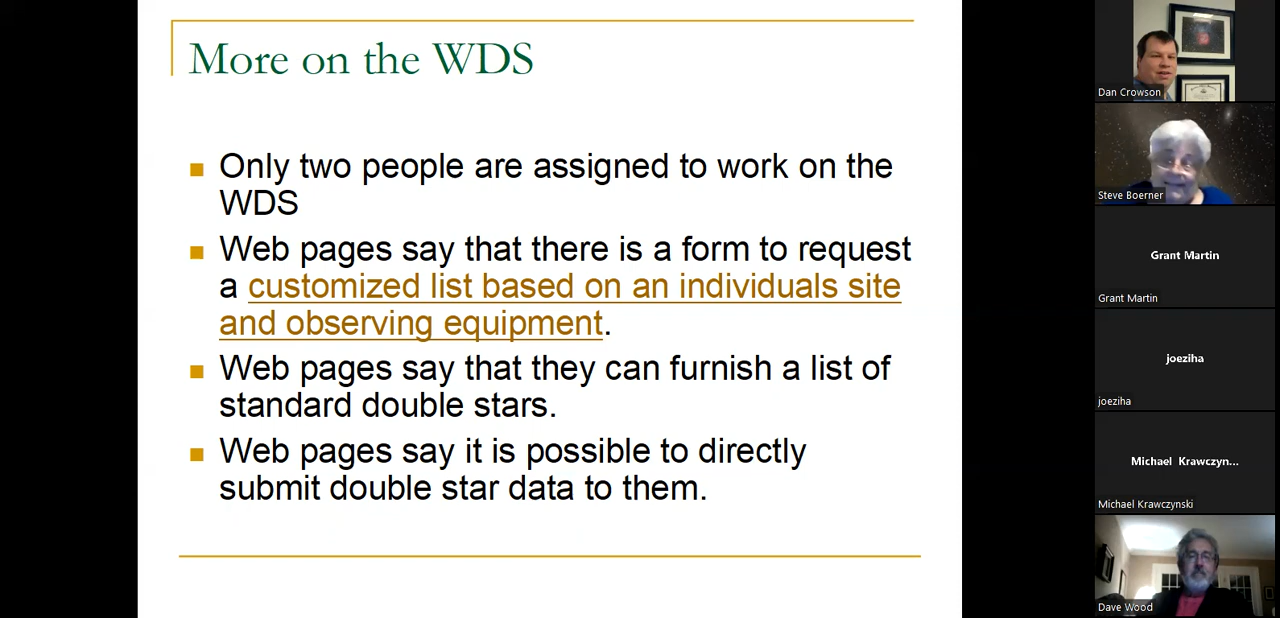 More on the WDS
Only two people are assigned to work on the
WDS
Web pages say that there is a form to request
a customized list based on an individuals site
and observing equipment.
Web pages say that they can furnish a list of
standard double stars.
Web pages say it is possible to directly
submit double star data to them.
Dan Crowson
Steve Boerner
Grant Martin
Grant Martin
joeziha
joeziha
Michael Krawczyn...
Michael Krawczynski
Dave Wood